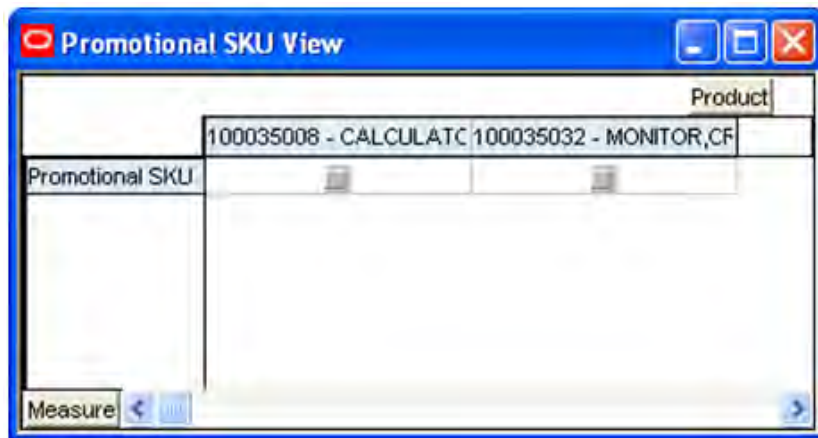 Promotional SKU View
Product
100035008 - CALCULATC 100035032 - MONITOR,CF
Promotional SKU
Measure